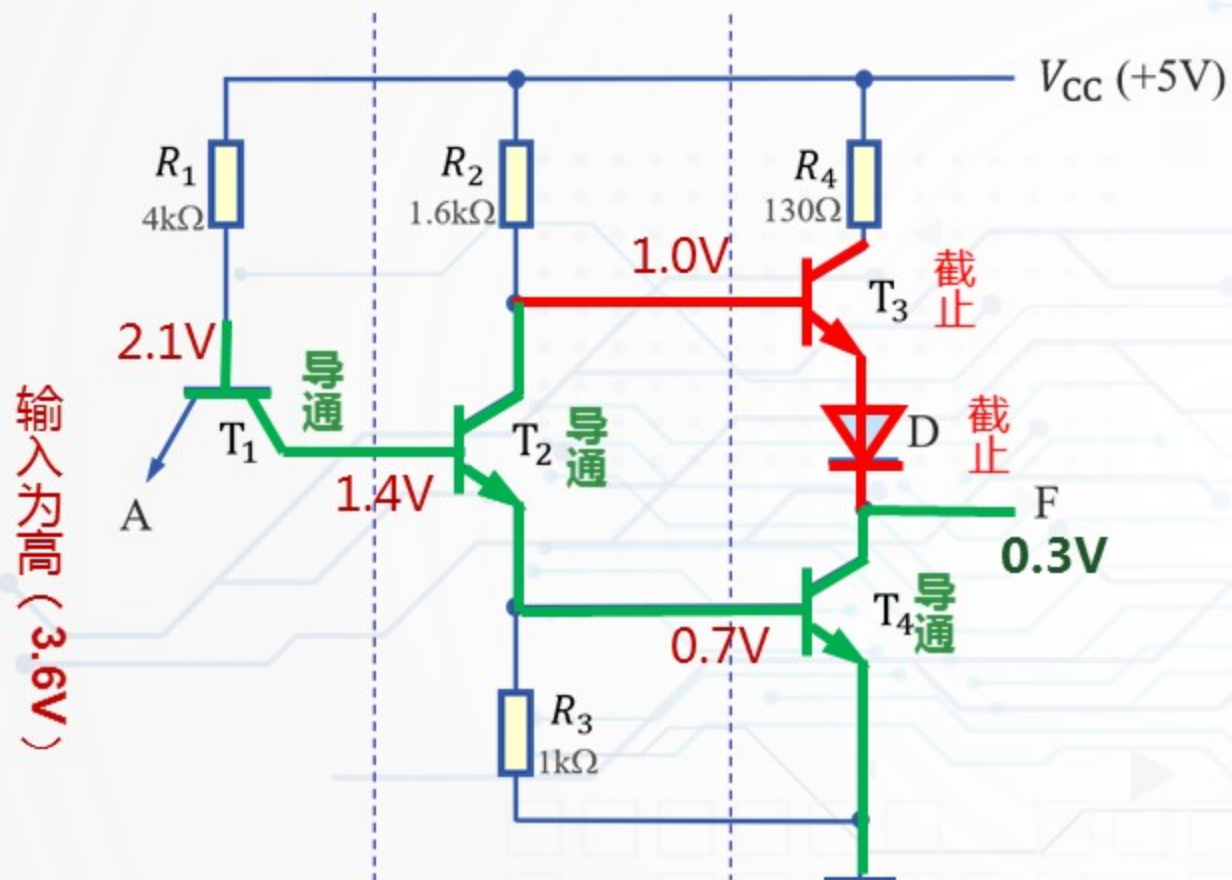 V_CC (+5V)
R₁
4kΩ
R₂
1.6kΩ
R₄
130Ω
1.0V
T₃
截止
2.1V
导通
T₁
A
1.4V
T₂
导通
D
截止
F
0.3V
T₄
导通
0.7V
R₃
1kΩ
输入为高（3.6V）